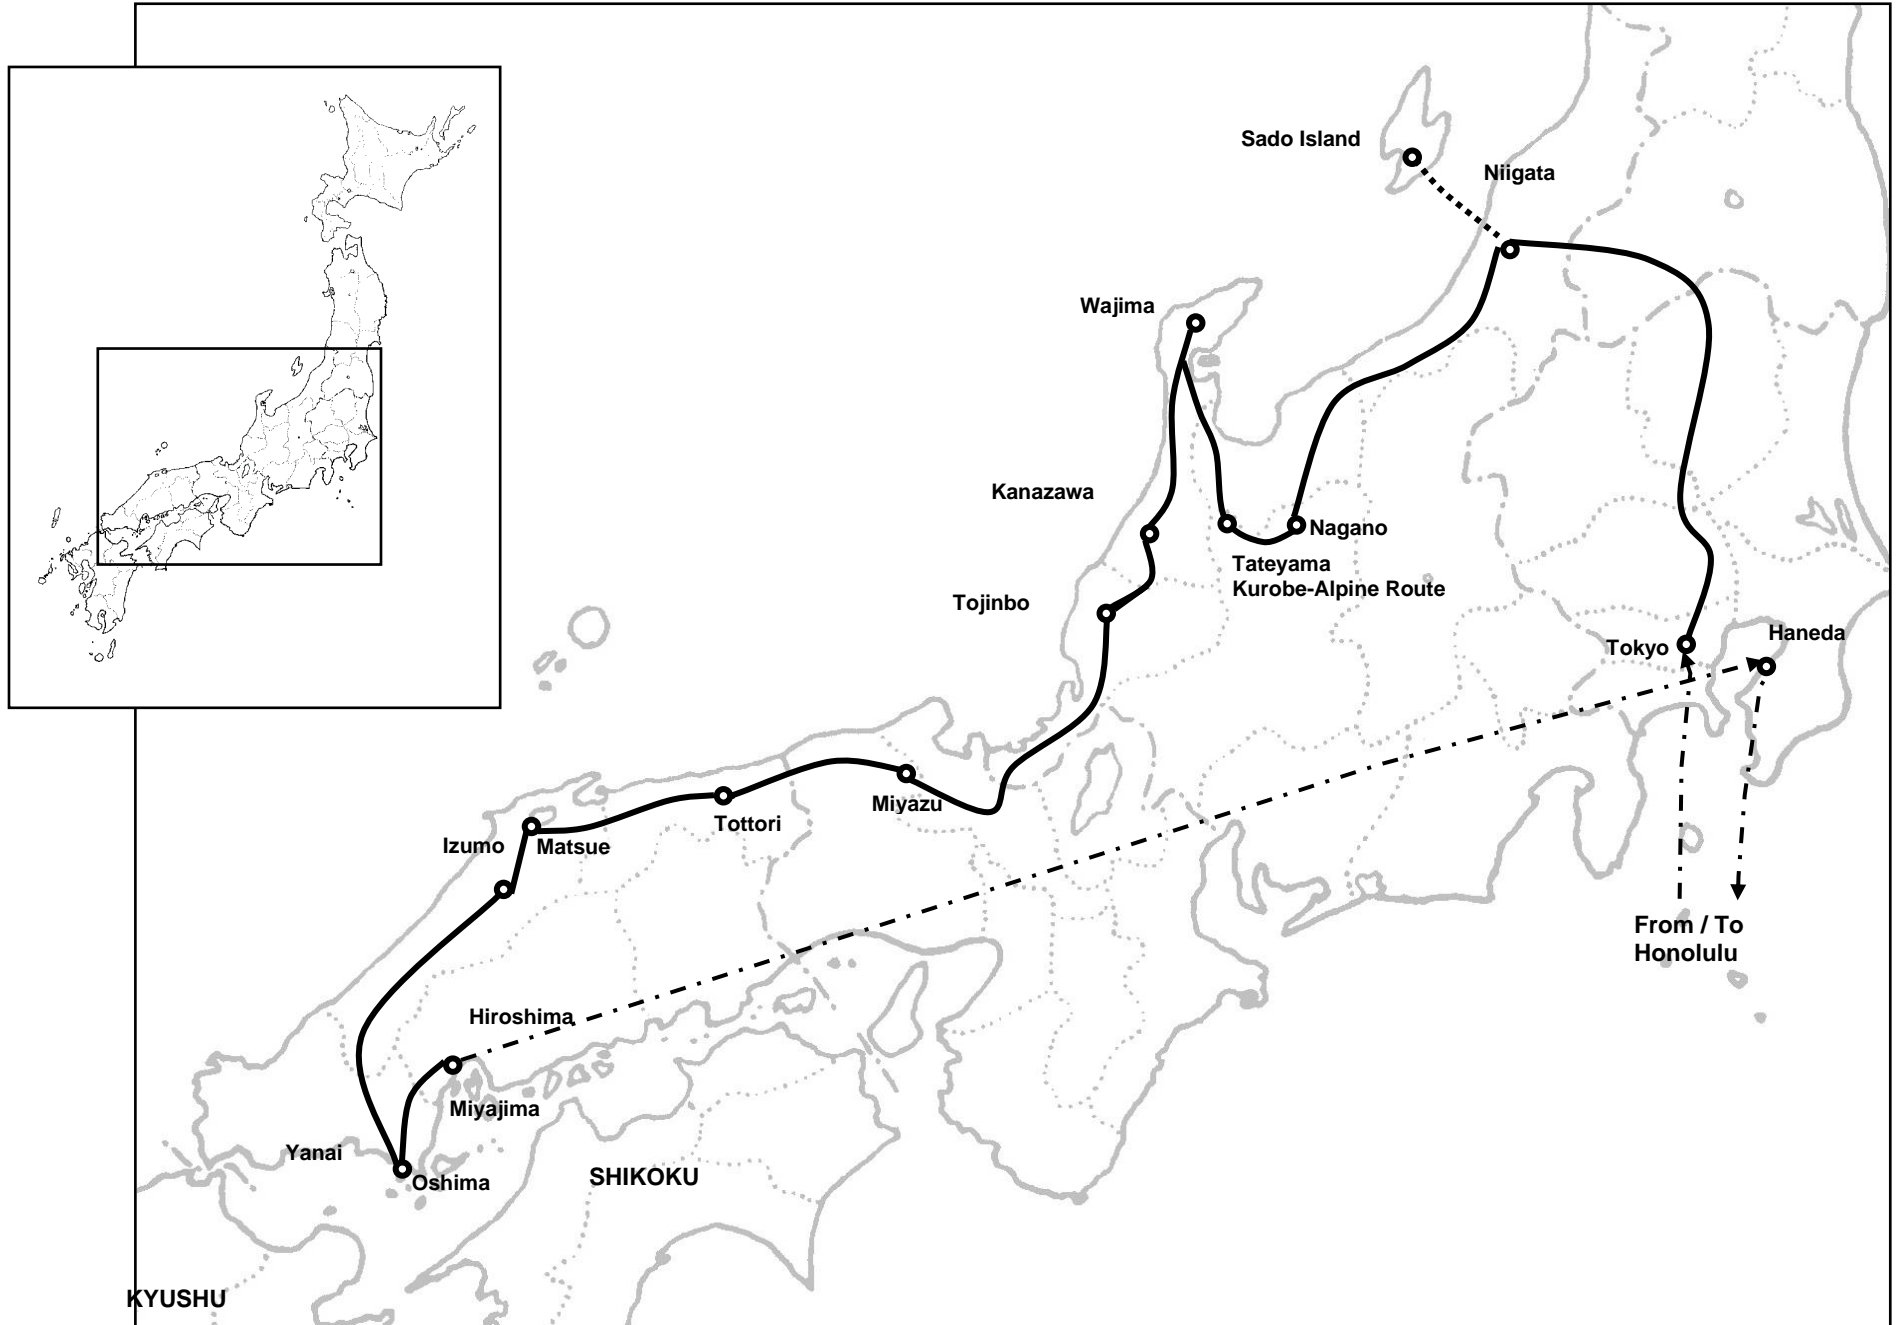 Sado Island
Niigata
Wajima
Kanazawa
Nagano
Tateyama
Kurobe-Alpine Route
Tojinbo
Haneda
Tokyo
Miyazu
Tottori
Izumo
Matsue
From / To
Honolulu
Hiroshima
Miyajima
Yanai
Oshima
SHIKOKU
KYUSHU